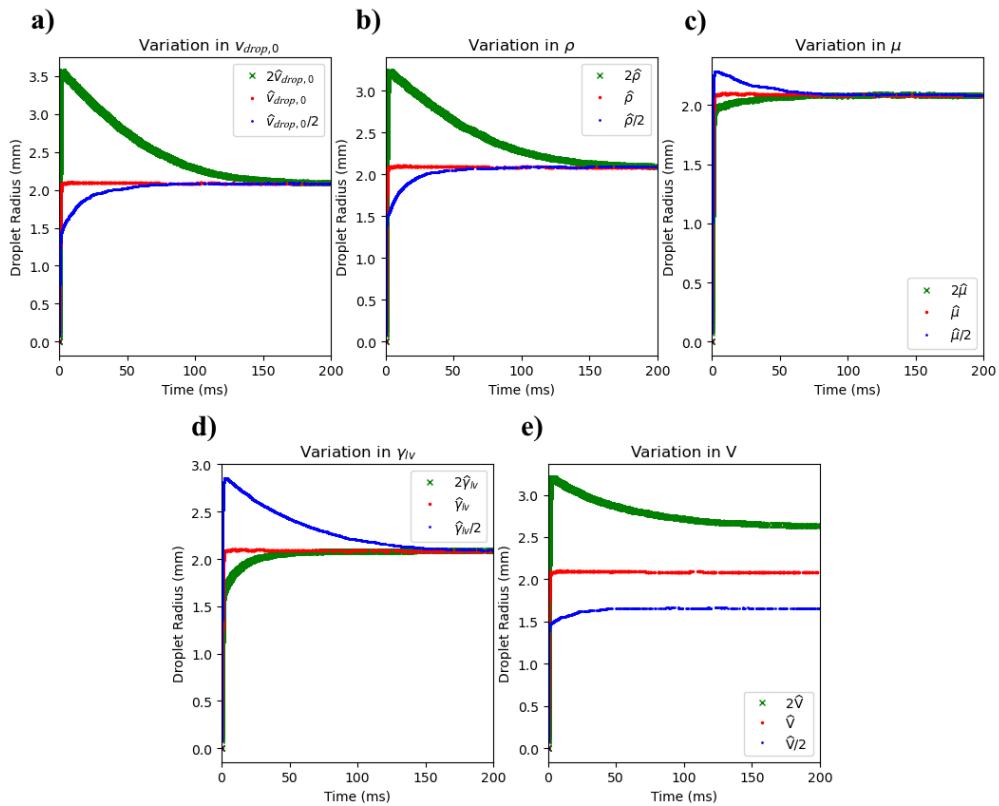 a)
Variation in v_drop,0
Droplet Radius (mm)
3.5
3.0
2.5
2.0
1.5
1.0
0.5
0.0
2v̂_drop,0
v̂_drop,0
v̂_drop,0/2
0 50 100 150 200
Time (ms)
b)
Variation in ρ
Droplet Radius (mm)
3.5
3.0
2.5
2.0
1.5
1.0
0.5
0.0
2ρ̂
ρ̂
ρ̂/2
0 50 100 150 200
Time (ms)
c)
Variation in μ
Droplet Radius (mm)
2.0
1.5
1.0
0.5
0.0
2μ̂
μ̂
μ̂/2
0 50 100 150 200
Time (ms)
d)
Variation in γ_lv
Droplet Radius (mm)
3.0
2.5
2.0
1.5
1.0
0.5
0.0
2γ̂_lv
γ̂_lv
γ̂_lv/2
0 50 100 150 200
Time (ms)
e)
Variation in V
Droplet Radius (mm)
3.0
2.5
2.0
1.5
1.0
0.5
0.0
2V̂
V̂
V̂/2
0 50 100 150 200
Time (ms)